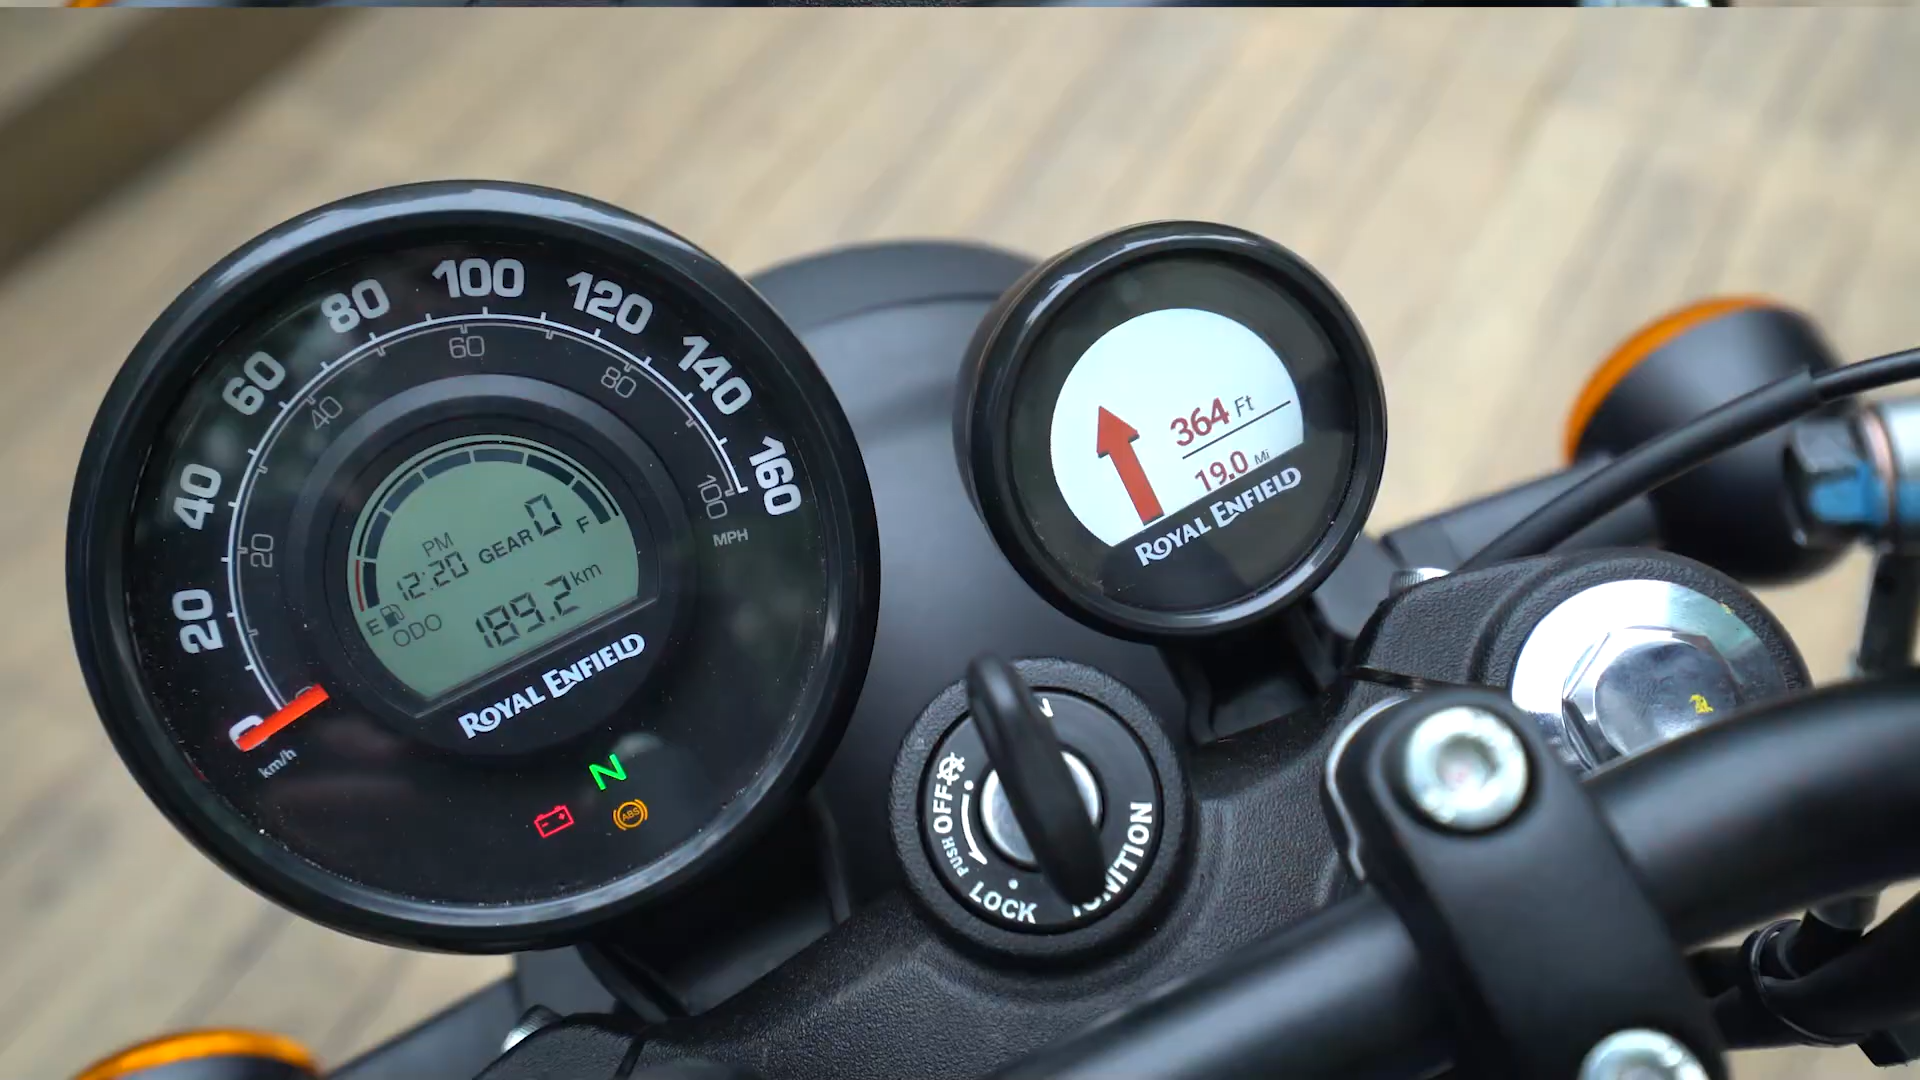 20
40
60
80
100
120
140
160
20
40
60
80
100
MPH
km/h
PM
12:20
GEAR 0
E
F
ODO 189.2 km
ROYAL ENFIELD
N
ABS
364 Ft
19.0 Mi
ROYAL ENFIELD
OFF
PUSH
LOCK